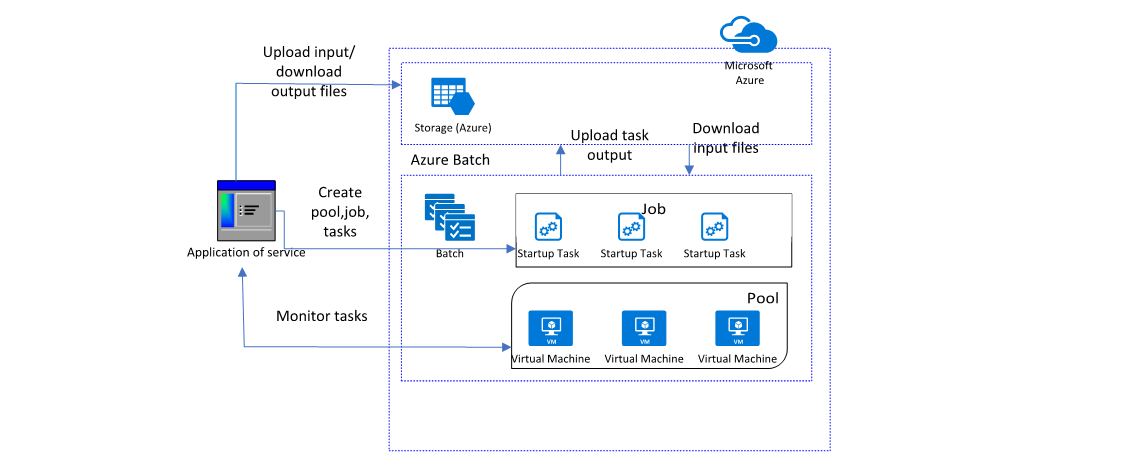 Microsoft
Azure
Upload input/
download
output files
Storage (Azure)
Upload task
output
Download
input files
Azure Batch
Create
pool,job,
tasks
Application of service
Batch
Job
Startup Task
Startup Task
Startup Task
Monitor tasks
Pool
VM
VM
VM
Virtual Machine
Virtual Machine
Virtual Machine